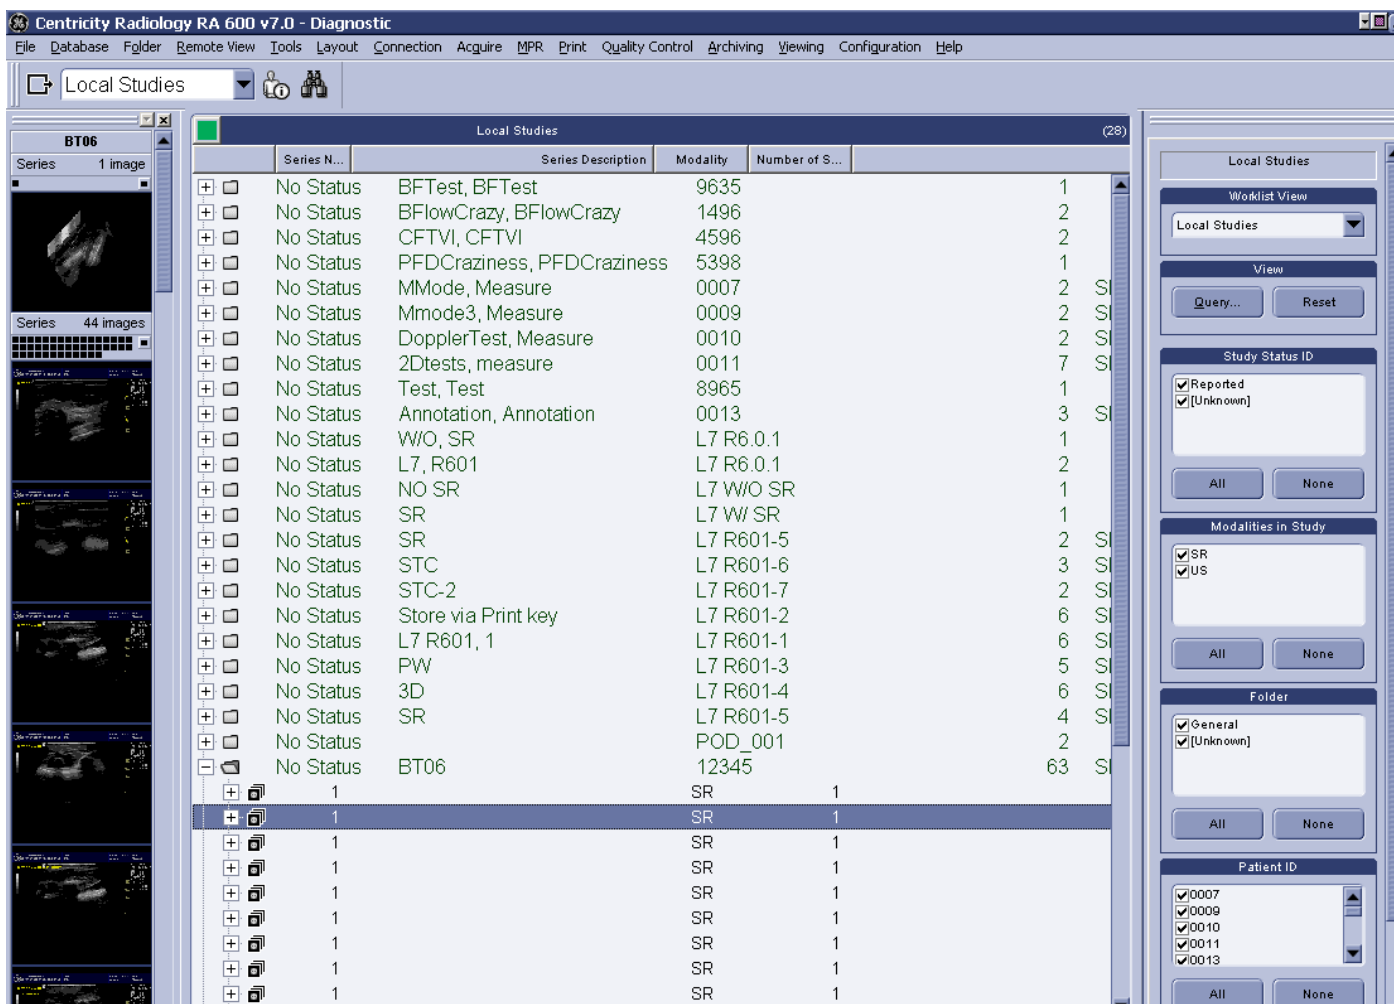 Centricity Radiology RA 600 v7.0 - Diagnostic
File Database Folder Remote View Tools Layout Connection Acquire MPR Print Quality Control Archiving Viewing Configuration Help
Local Studies
BT06
Series 1 image
Series 44 images
Local Studies (28)
Series N... Series Description Modality Number of S...
No Status BFTest, BFTest 9635 1
No Status BFlowCrazy, BFlowCrazy 1496 2
No Status CFTVI, CFTVI 4596 2
No Status PFDCraziness, PFDCraziness 5398 1
No Status MMode, Measure 0007 2
No Status Mmode3, Measure 0009 2
No Status DopplerTest, Measure 0010 2
No Status 2Dtests, measure 0011 7
No Status Test, Test 8965 1
No Status Annotation, Annotation 0013 3
No Status W/O, SR L7 R6.0.1 1
No Status L7, R601 L7 R6.0.1 2
No Status NO SR L7 W/O SR 1
No Status SR L7 W/ SR 1
No Status SR L7 R601-5 2
No Status STC L7 R601-6 3
No Status STC-2 L7 R601-7 2
No Status Store via Print key L7 R601-2 6
No Status L7 R601, 1 L7 R601-1 6
No Status PW L7 R601-3 5
No Status 3D L7 R601-4 6
No Status SR L7 R601-5 4
No Status POD_001 2
No Status BT06 12345 63
1 SR 1
1 SR 1
1 SR 1
1 SR 1
1 SR 1
1 SR 1
1 SR 1
1 SR 1
1 SR 1
Local Studies
Worklist View
Local Studies
View
Query... Reset
Study Status ID
Reported
[Unknown]
All None
Modalities in Study
SR
US
All None
Folder
General
[Unknown]
All None
Patient ID
0007
0009
0010
0011
0013
All None